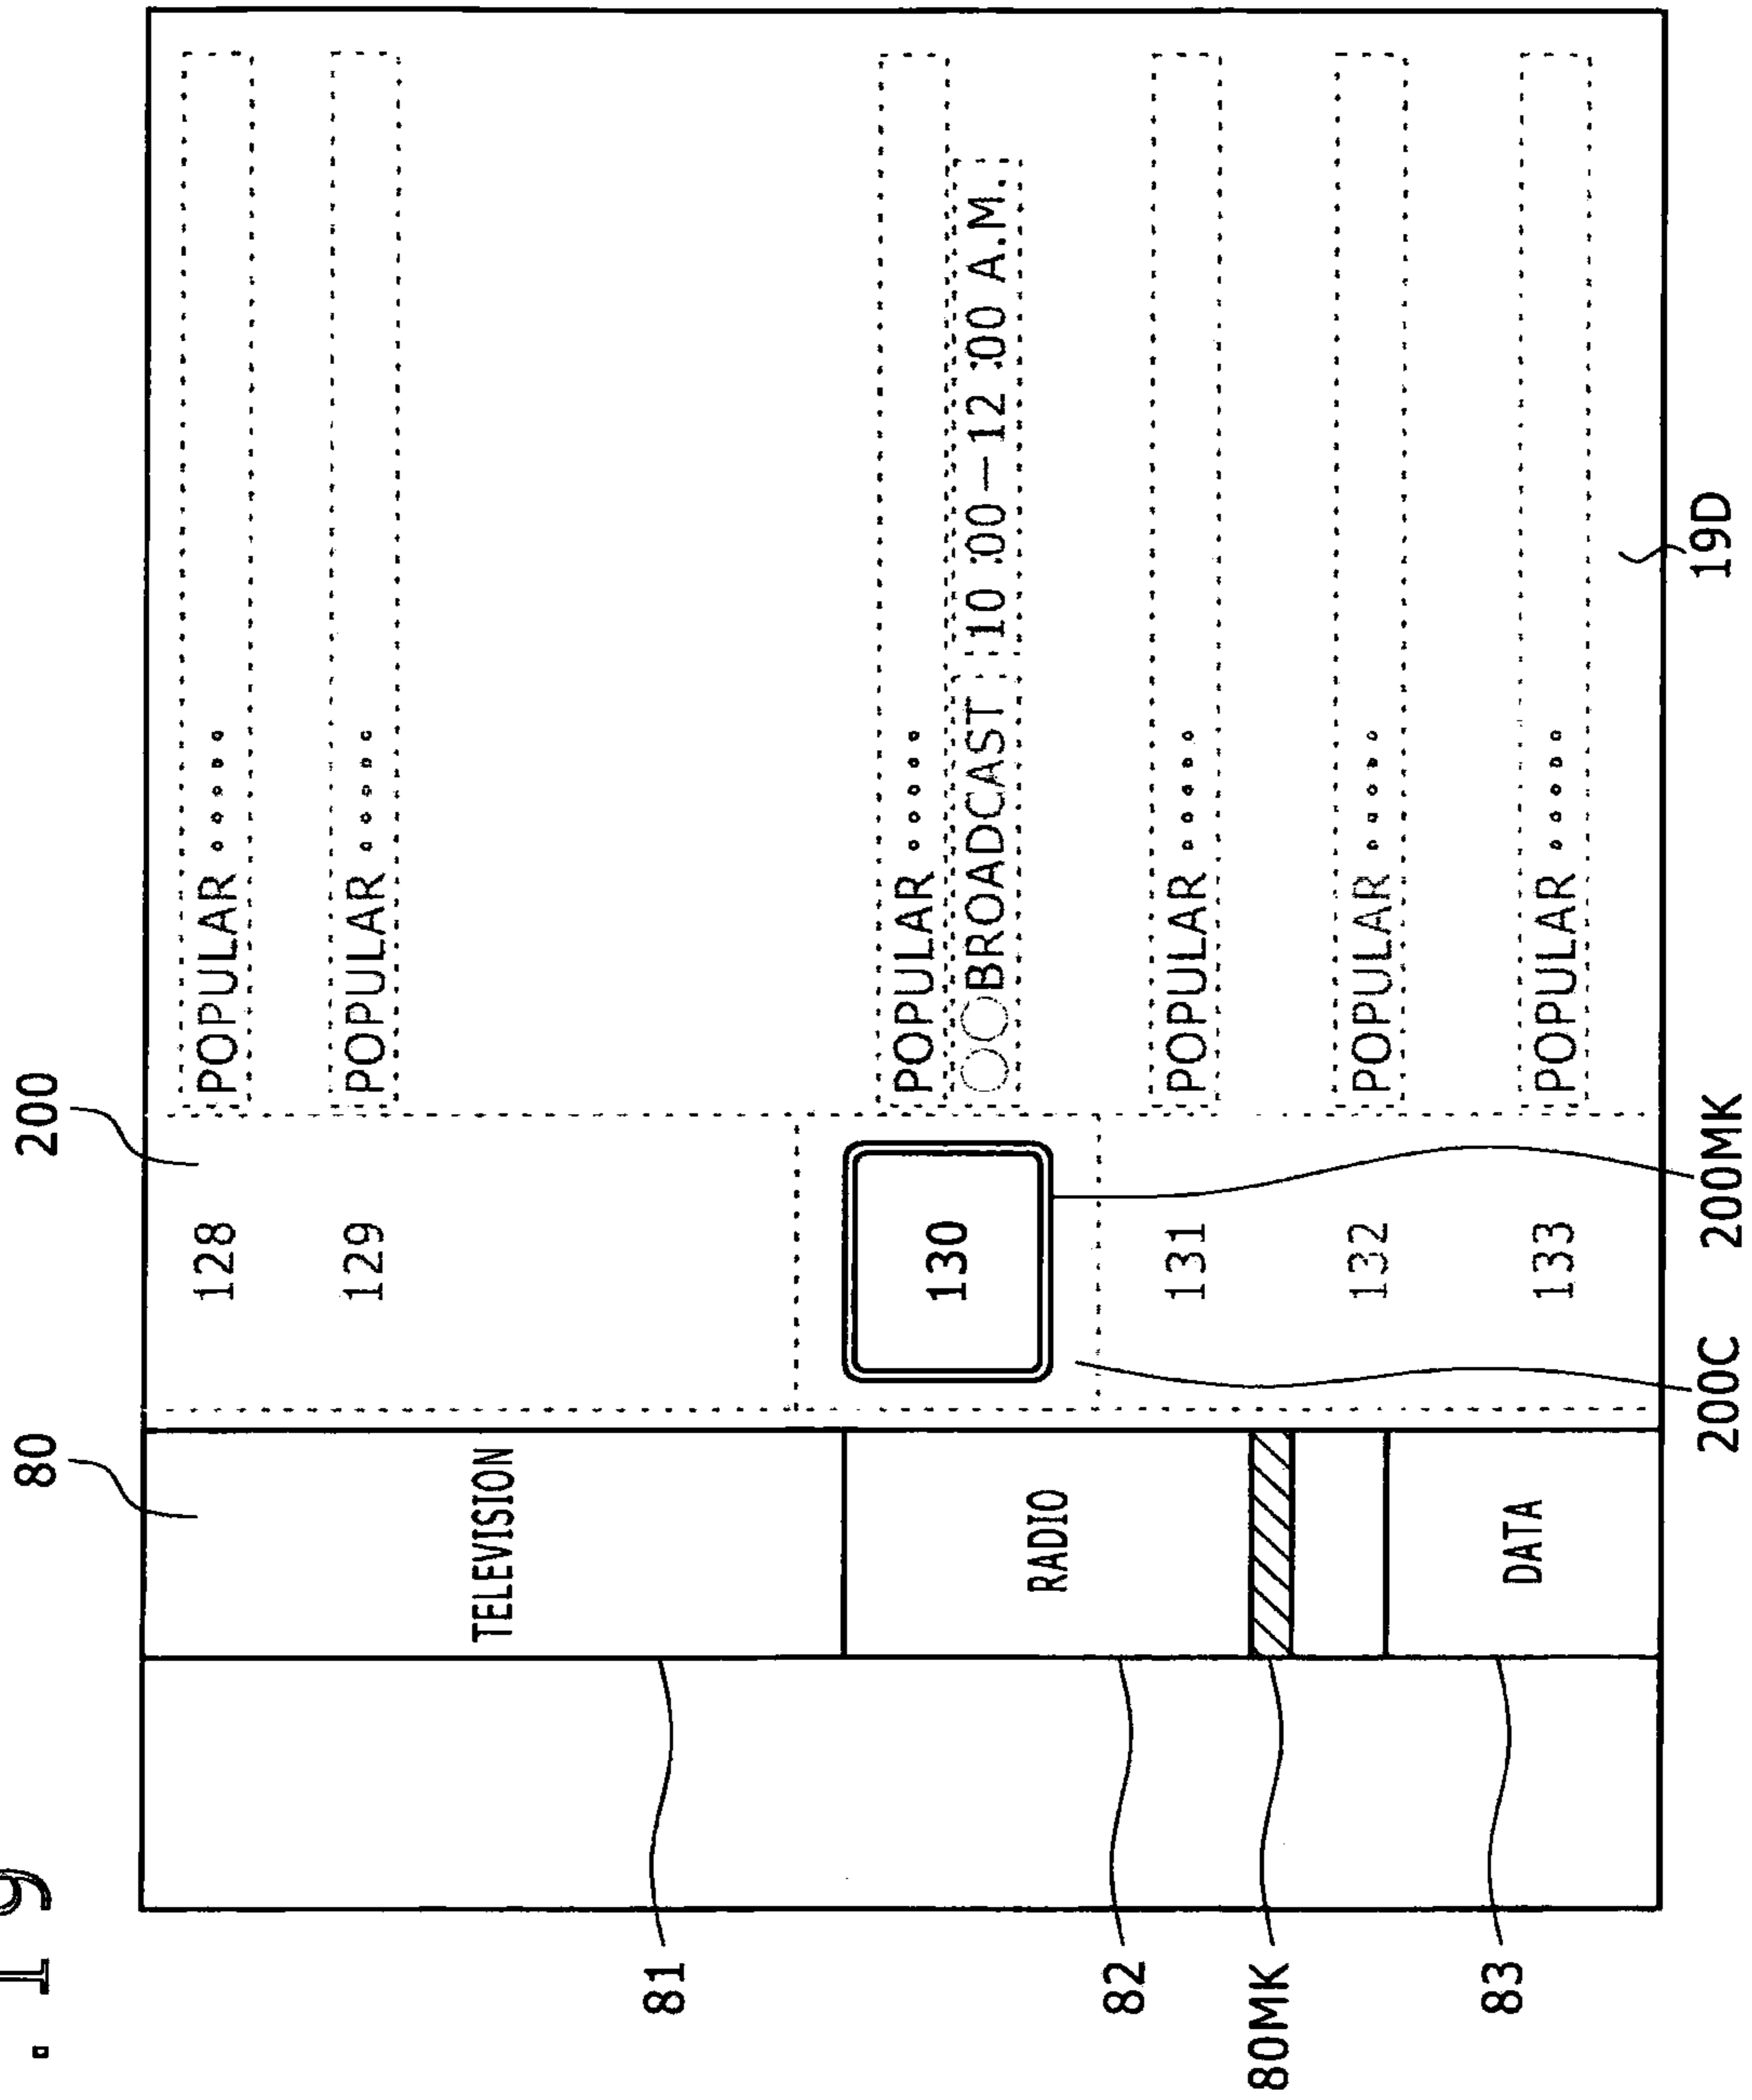 . 19
80 200
128 POPULAR •••••
129 POPULAR •••••
TELEVISION
81
130 POPULAR •••••
○○BROADCAST 10:00—12:00 A.M.
RADIO
82
131 POPULAR •••••
80MK
132 POPULAR •••••
83 DATA 133 POPULAR •••••
200C 200MK 19D